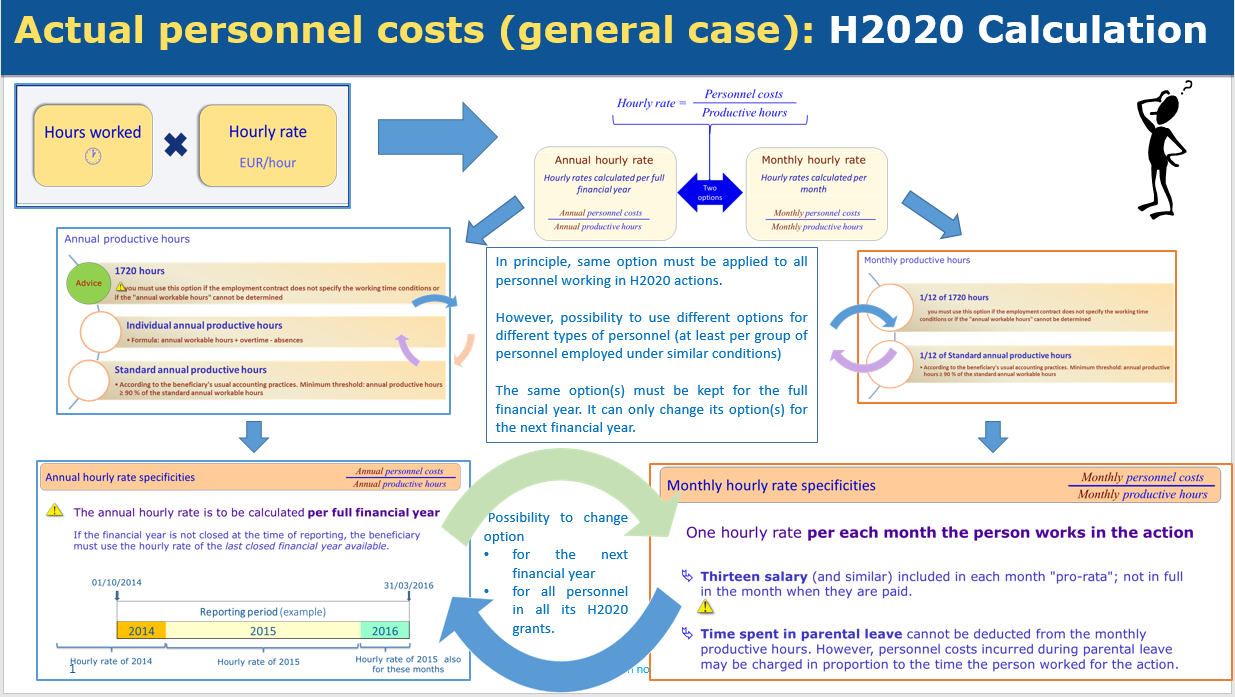 Actual personnel costs (general case): H2020 Calculation
Hours worked
Hourly rate
EUR/hour
Hourly rate = Personnel costs
Productive hours
?
Annual hourly rate
Hourly rates calculated per full
financial year
Annual personnel costs
Annual productive hours
Two
options
Monthly hourly rate
Hourly rates calculated per
month
Monthly personnel costs
Monthly productive hours
Annual productive hours
Advice
1720 hours
you must use this option if the employment contract does not specify the working time conditions or
if the "annual workable hours" cannot be determined
Individual annual productive hours
• Formula: annual workable hours + overtime - absences
Standard annual productive hours
• According to the beneficiary's usual accounting practices. Minimum threshold: annual productive hours
≥ 90 % of the standard annual workable hours
In principle, same option must be applied to all
personnel working in H2020 actions.
However, possibility to use different options for
different types of personnel (at least per group of
personnel employed under similar conditions)
The same option(s) must be kept for the full
financial year. It can only change its option(s) for
the next financial year.
Monthly productive hours
1/12 of 1720 hours
you must use this option if the employment contract does not specify the working time
conditions or if the "annual workable hours" cannot be determined
1/12 of Standard annual productive hours
• According to the beneficiary's usual accounting practices. Minimum threshold: annual productive
hours ≥ 90 % of the standard annual workable hours
Annual hourly rate specificities
Annual personnel costs
Annual productive hours
The annual hourly rate is to be calculated per full financial year
If the financial year is not closed at the time of reporting, the beneficiary
must use the hourly rate of the last closed financial year available.
01/10/2014
31/03/2016
Reporting period (example)
2014
2015
2016
Hourly rate of 2014
Hourly rate of 2015
Hourly rate of 2015 also
for these months
1
Possibility to change
option
• for the next
financial year
• for all personnel
in all its H2020
grants.
Monthly hourly rate specificities
Monthly personnel costs
Monthly productive hours
One hourly rate per each month the person works in the action
Thirteen salary (and similar) included in each month "pro-rata"; not in full
in the month when they are paid.
Time spent in parental leave cannot be deducted from the monthly
productive hours. However, personnel costs incurred during parental leave
may be charged in proportion to the time the person worked for the action.